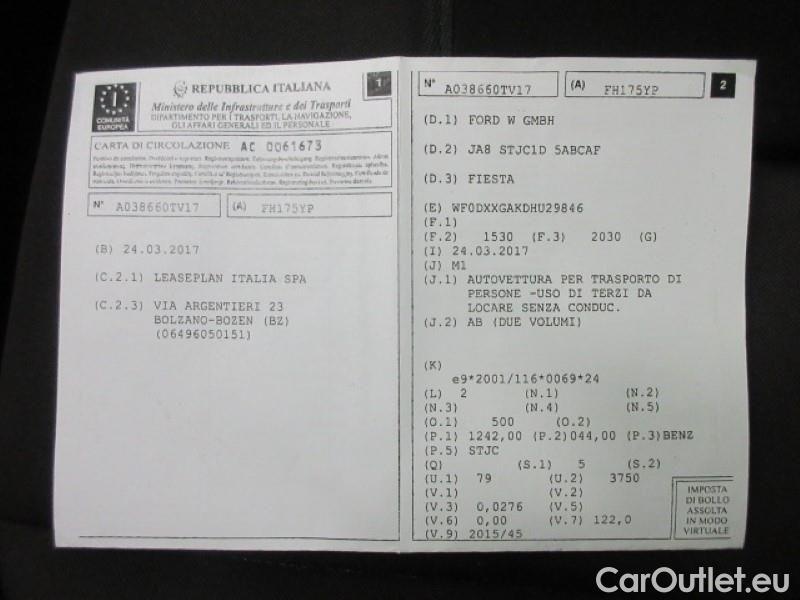 I
COMUNITÀ
EUROPEA
REPUBBLICA ITALIANA
1
Ministero delle Infrastrutture e dei Trasporti
DIPARTIMENTO PER I TRASPORTI, LA NAVIGAZIONE,
GLI AFFARI GENERALI ED IL PERSONALE
CARTA DI CIRCOLAZIONE AC 0061673
N° A038660TV17 (A) FH175YP
(B) 24.03.2017
(C.2.1) LEASEPLAN ITALIA SPA
(C.2.3) VIA ARGENTIERI 23
BOLZANO-BOZEN (BZ)
(06496050151)
N° A038660TV17 (A) FH175YP 2
(D.1) FORD W GMBH
(D.2) JA8 STJC1D 5ABCAF
(D.3) FIESTA
(E) WF0DXXGAKDHU29846
(F.1)
(F.2) 1530 (F.3) 2030 (G)
(I) 24.03.2017
(J) M1
(J.1) AUTOVETTURA PER TRASPORTO DI
PERSONE -USO DI TERZI DA
LOCARE SENZA CONDUC.
(J.2) AB (DUE VOLUMI)
(K)
e9*2001/116*0069*24
(L) 2 (N.1) (N.2)
(N.3) (N.4) (N.5)
(O.1) 500 (O.2)
(P.1) 1242,00 (P.2)044,00 (P.3)BENZ
(P.5) STJC
(Q) (S.1) 5 (S.2)
(U.1) 79 (U.2) 3750
(V.1) (V.2)
(V.3) 0,0276 (V.5)
(V.6) 0,00 (V.7) 122,0
(V.9) 2015/45
IMPOSTA
DI BOLLO
ASSOLTA
IN MODO
VIRTUALE
CarOutlet.eu